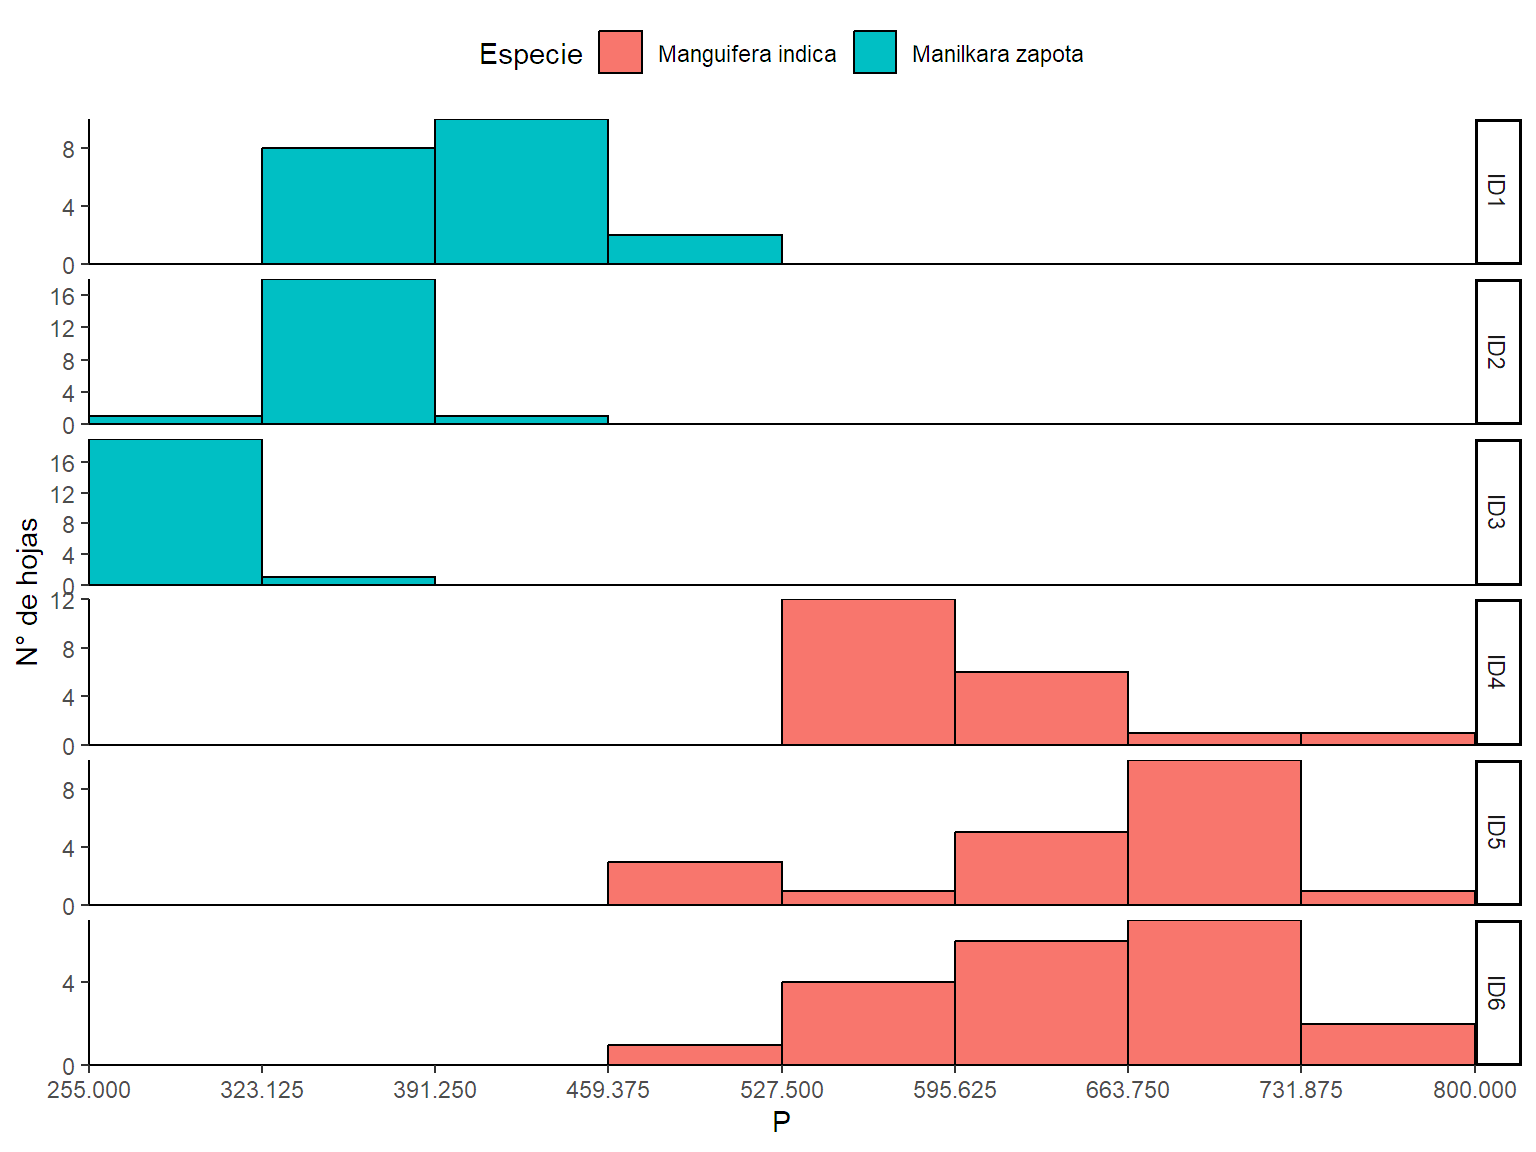 Especie Manguifera indica Manilkara zapota
8
4
0
ID1
16
12
8
4
0
ID2
16
12
8
4
0
ID3
N° de hojas
12
8
4
0
ID4
8
4
0
ID5
4
0
ID6
255.000 323.125 391.250 459.375 527.500 595.625 663.750 731.875 800.000
P